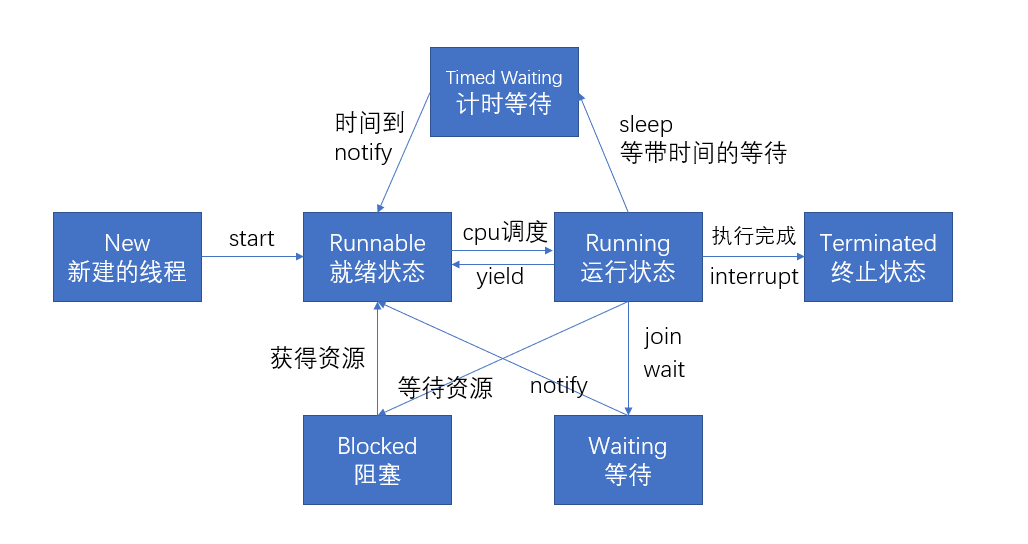 Timed Waiting
计时等待
时间到
notify
sleep
等带时间的等待
New
新建的线程
start
Runnable
就绪状态
cpu调度
yield
Running
运行状态
执行完成
interrupt
Terminated
终止状态
获得资源
等待资源
notify
join
wait
Blocked
阻塞
Waiting
等待